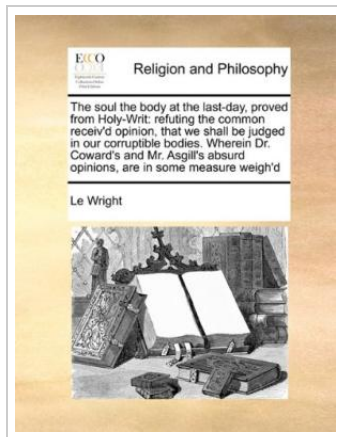 ECCO
Religion and Philosophy
The soul the body at the last-day, proved
from Holy-Writ: refuting the common
receiv'd opinion, that we shall be judged
in our corruptible bodies. Wherein Dr.
Coward's and Mr. Asgill's absurd
opinions, are in some measure weigh'd
Le Wright